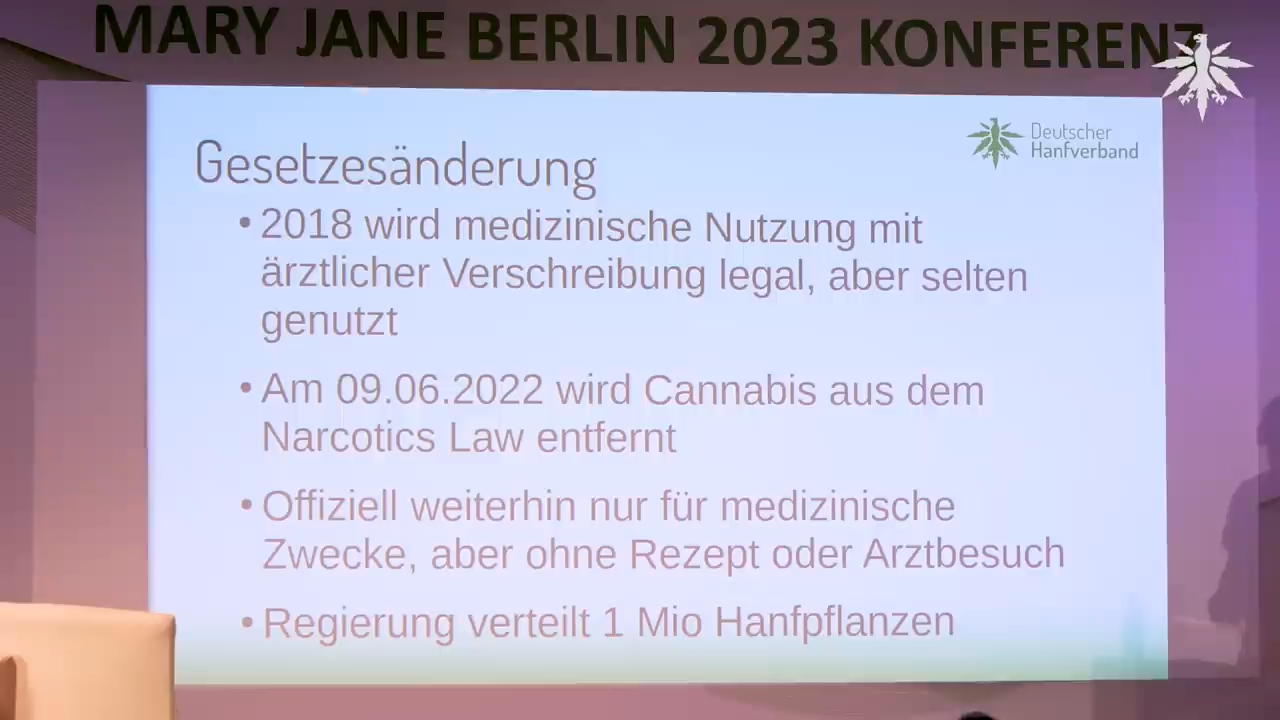 MARY JANE BERLIN 2023 KONFERENZ
Deutscher
Hanfverband
Gesetzesänderung
• 2018 wird medizinische Nutzung mit
ärztlicher Verschreibung legal, aber selten
genutzt
• Am 09.06.2022 wird Cannabis aus dem
Narcotics Law entfernt
• Offiziell weiterhin nur für medizinische
Zwecke, aber ohne Rezept oder Arztbesuch
• Regierung verteilt 1 Mio Hanfpflanzen